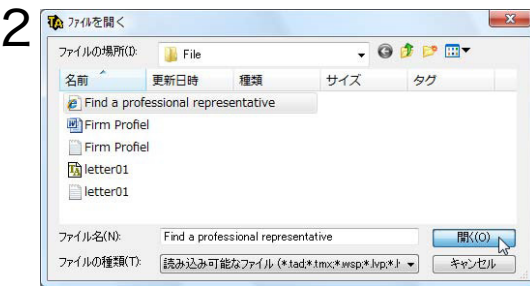 2
ファイルを開く
ファイルの場所(I): File
名前 更新日時 種類 サイズ タグ
Find a professional representative
Firm Profiel
Firm Profiel
letter01
letter01
ファイル名(N): Find a professional representative 開く(O)
ファイルの種類(T): 読み込み可能なファイル (*.tad;*.tmx;*.wsp;*.lvp;*. キャンセル